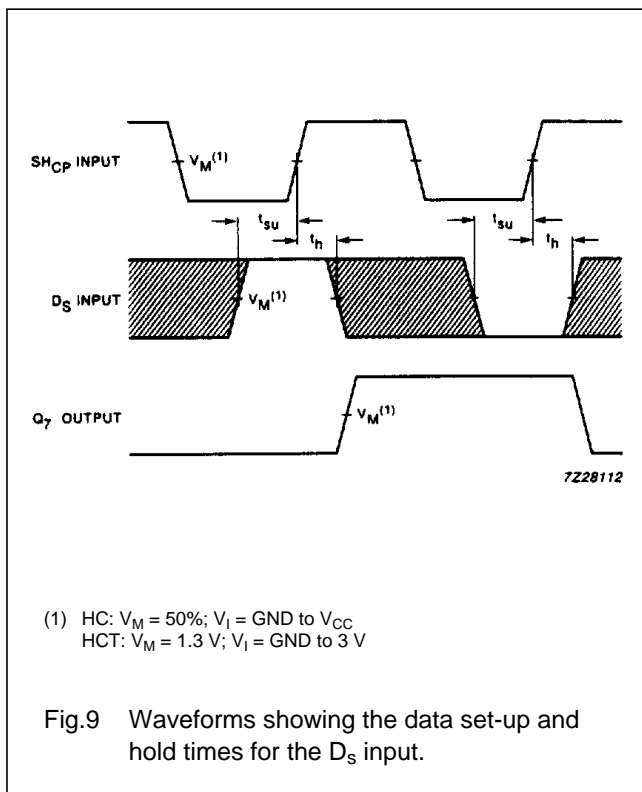 SH_CP INPUT
V_M(1)
t_su
t_h
t_su
t_h
D_S INPUT
V_M(1)
Q_7 OUTPUT
V_M(1)
7Z28112
(1) HC: V_M = 50%; V_I = GND to V_CC
HCT: V_M = 1.3 V; V_I = GND to 3 V
Fig.9 Waveforms showing the data set-up and
hold times for the D_s input.